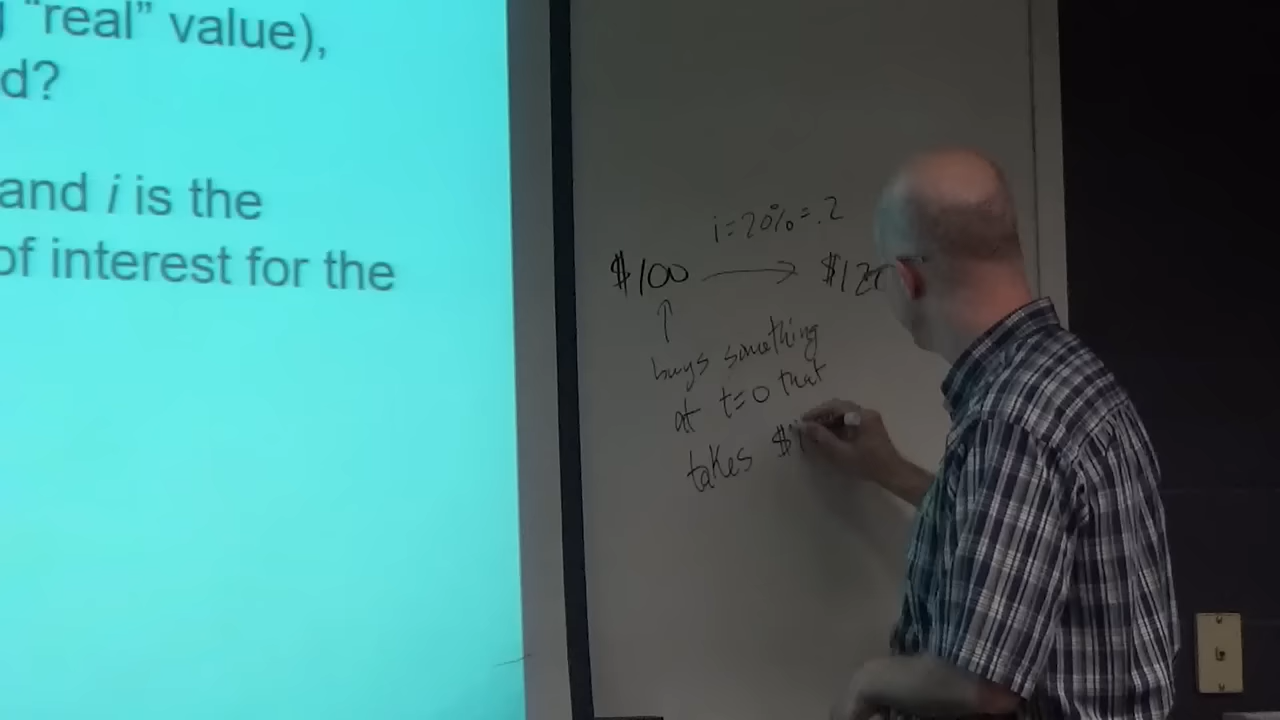 "real" value),
d?
and i is the
of interest for the
i=20%=.2
$100 → $12
↑
buys something
at t=0 that
takes $1